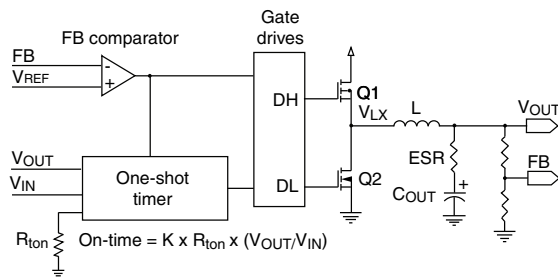 FB comparator
Gate
drives
FB
VREF
-
+
DH
Q1
VLX
L
VOUT
ESR
FB
VOUT
VIN
One-shot
timer
DL
Q2
COUT
+
Rton
On-time = K x Rton x (VOUT/VIN)